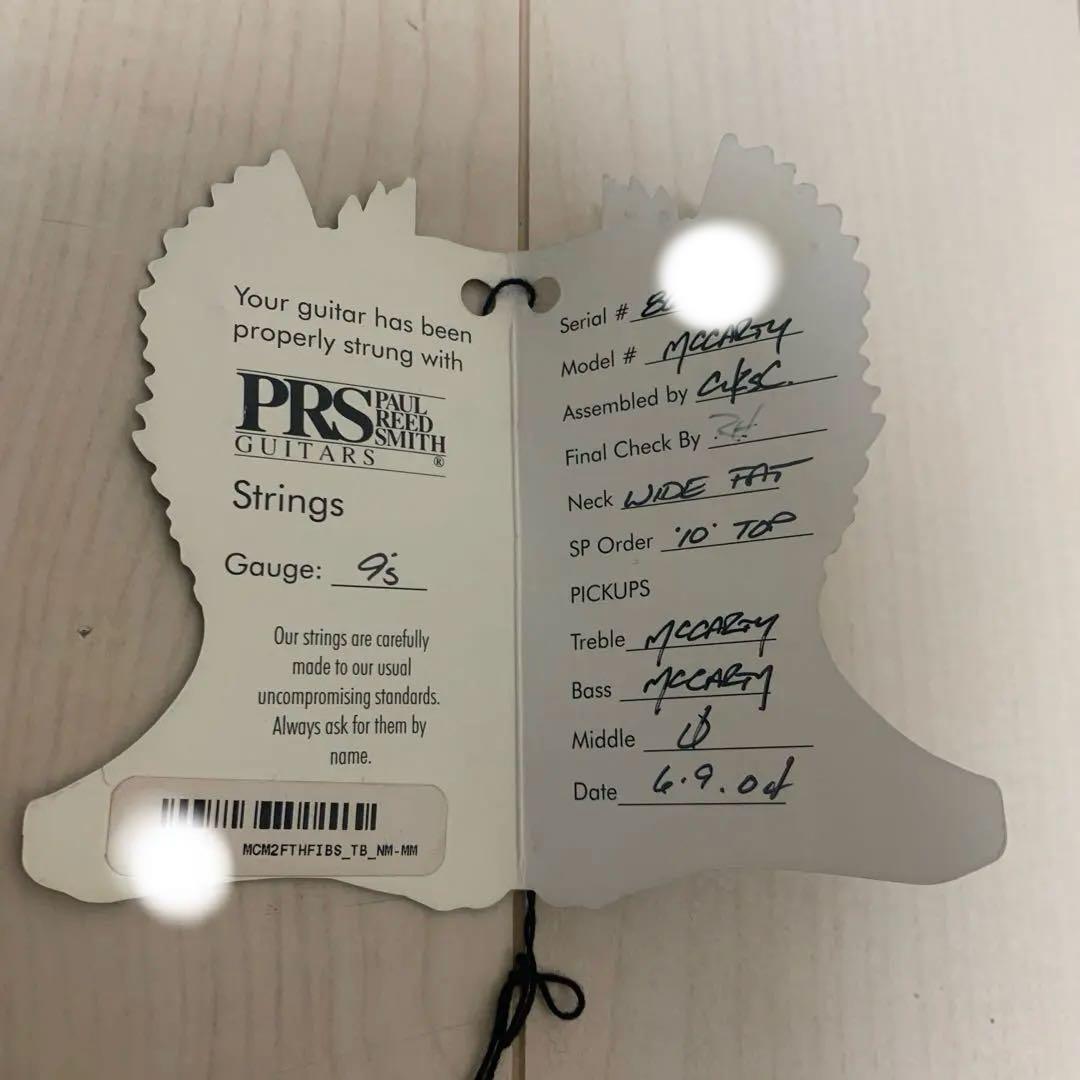 Your guitar has been
properly strung with
PRS PAUL
REED
SMITH
GUITARS ®
Strings
Gauge: 9's
Our strings are carefully
made to our usual
uncompromising standards.
Always ask for them by
name.
MCM2FTHFIBS_TB_NM-MM
Serial #
Model # McCARTY
Assembled by
Final Check By RH
Neck WIDE FAT
SP Order "10" TOP
PICKUPS
Treble McCARTY
Bass McCARTY
Middle Ø
Date 6.9.04